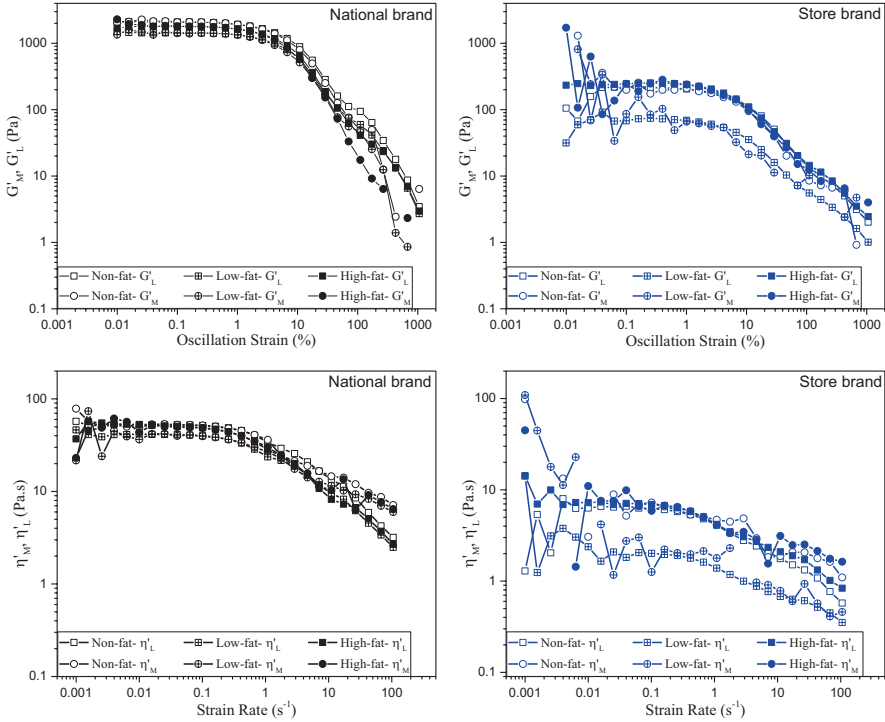 National brand
1000
100
10
1
0.1
G'M, G'L (Pa)
Non-fat- G'L Low-fat- G'L High-fat- G'L
Non-fat- G'M Low-fat- G'M High-fat- G'M
0.001 0.01 0.1 1 10 100 1000
Oscillation Strain (%)
Store brand
1000
100
10
1
0.1
G'M, G'L (Pa)
Non-fat- G'L Low-fat- G'L High-fat- G'L
Non-fat- G'M Low-fat- G'M High-fat- G'M
0.001 0.01 0.1 1 10 100 1000
Oscillation Strain (%)
National brand
100
10
1
0.1
η'M, η'L (Pa.s)
Non-fat- η'L Low-fat- η'L High-fat- η'L
Non-fat- η'M Low-fat- η'M High-fat- η'M
0.001 0.01 0.1 1 10 100
Strain Rate (s-1)
Store brand
100
10
1
0.1
η'M, η'L (Pa.s)
Non-fat- η'L Low-fat- η'L High-fat- η'L
Non-fat- η'M Low-fat- η'M High-fat- η'M
0.001 0.01 0.1 1 10 100
Strain Rate (s-1)